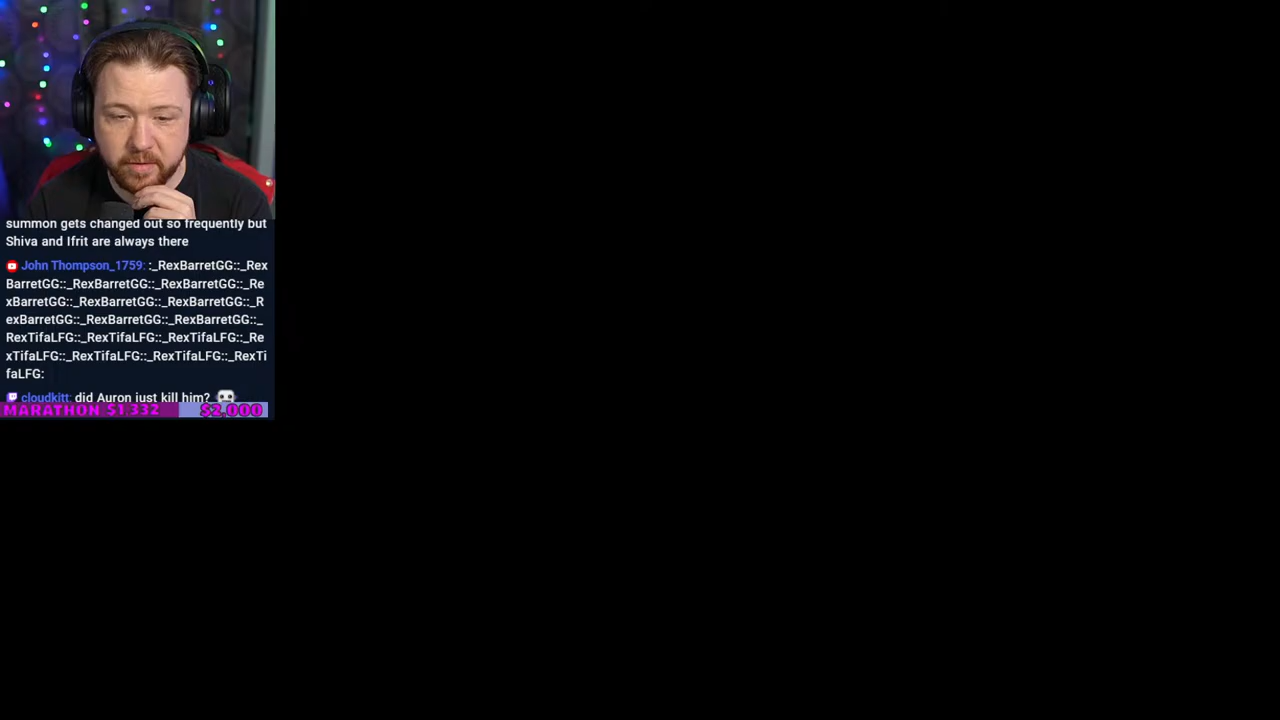 summon gets changed out so frequently but
Shiva and Ifrit are always there
John Thompson_1759: :_RexBarretGG::_Rex
BarretGG::_RexBarretGG::_RexBarretGG::_Re
xBarretGG::_RexBarretGG::_RexBarretGG::_R
exBarretGG::_RexBarretGG::_RexBarretGG::_
RexTifaLFG::_RexTifaLFG::_RexTifaLFG::_Re
xTifaLFG::_RexTifaLFG::_RexTifaLFG::_RexTi
faLFG:
cloudkitt: did Auron just kill him?
MARATHON $1,332 $2,000